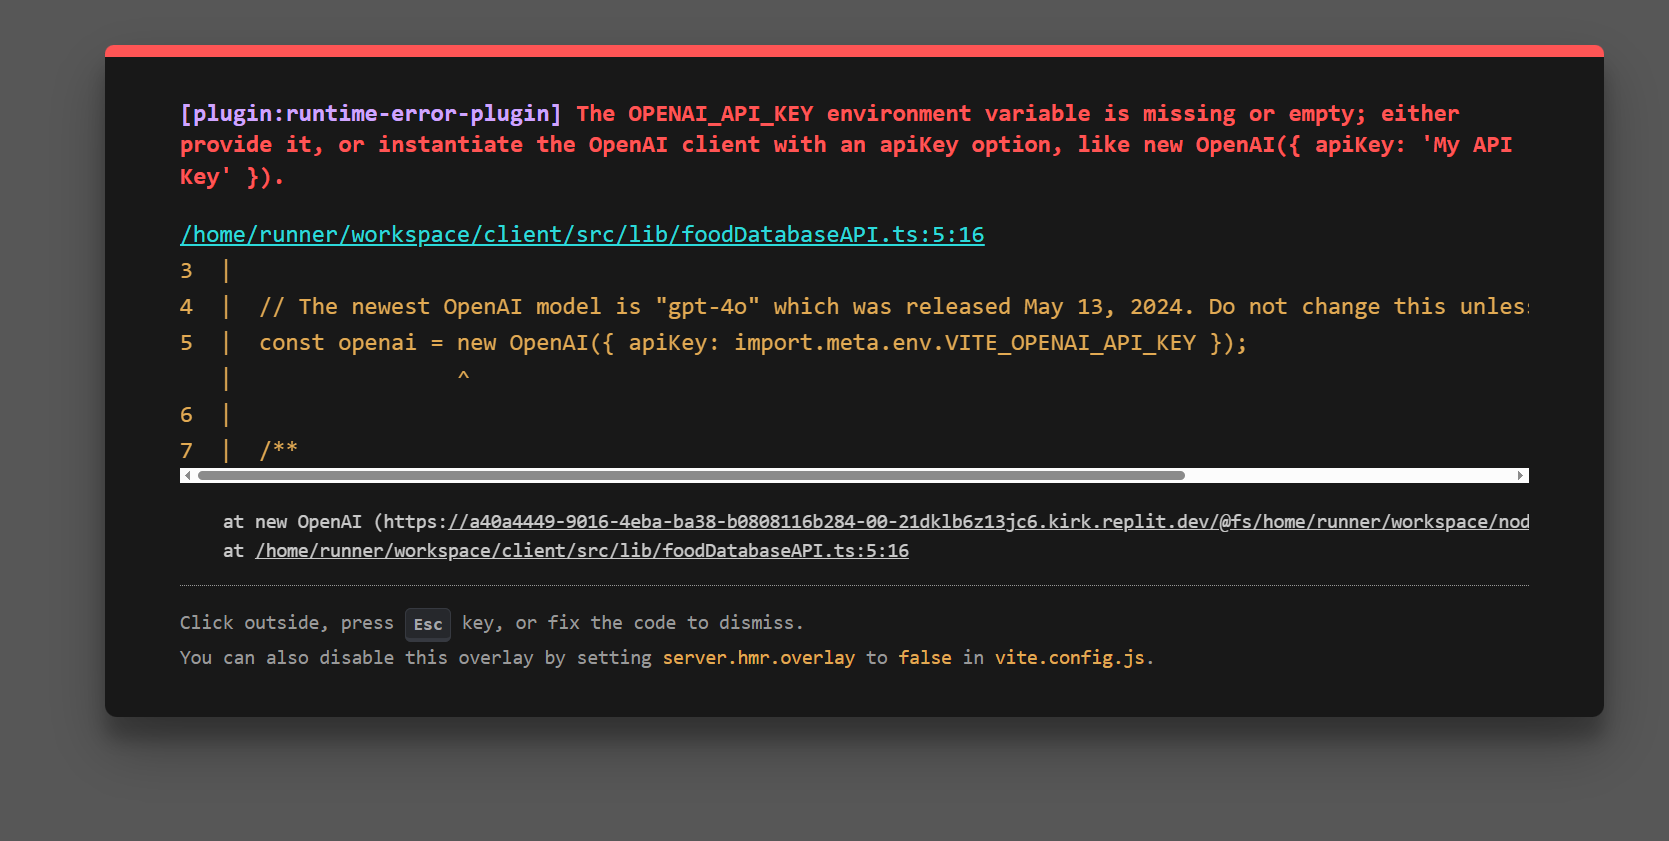 [plugin:runtime-error-plugin] The OPENAI_API_KEY environment variable is missing or empty; either
provide it, or instantiate the OpenAI client with an apiKey option, like new OpenAI({ apiKey: 'My API
Key' }).
/home/runner/workspace/client/src/lib/foodDatabaseAPI.ts:5:16
3 |
4 | // The newest OpenAI model is "gpt-4o" which was released May 13, 2024. Do not change this unles
5 | const openai = new OpenAI({ apiKey: import.meta.env.VITE_OPENAI_API_KEY });
| ^
6 |
7 | /**
at new OpenAI (https://a40a4449-9016-4eba-ba38-b0808116b284-00-21dklb6z13jc6.kirk.replit.dev/@fs/home/runner/workspace/nod
at /home/runner/workspace/client/src/lib/foodDatabaseAPI.ts:5:16
Click outside, press Esc key, or fix the code to dismiss.
You can also disable this overlay by setting server.hmr.overlay to false in vite.config.js.